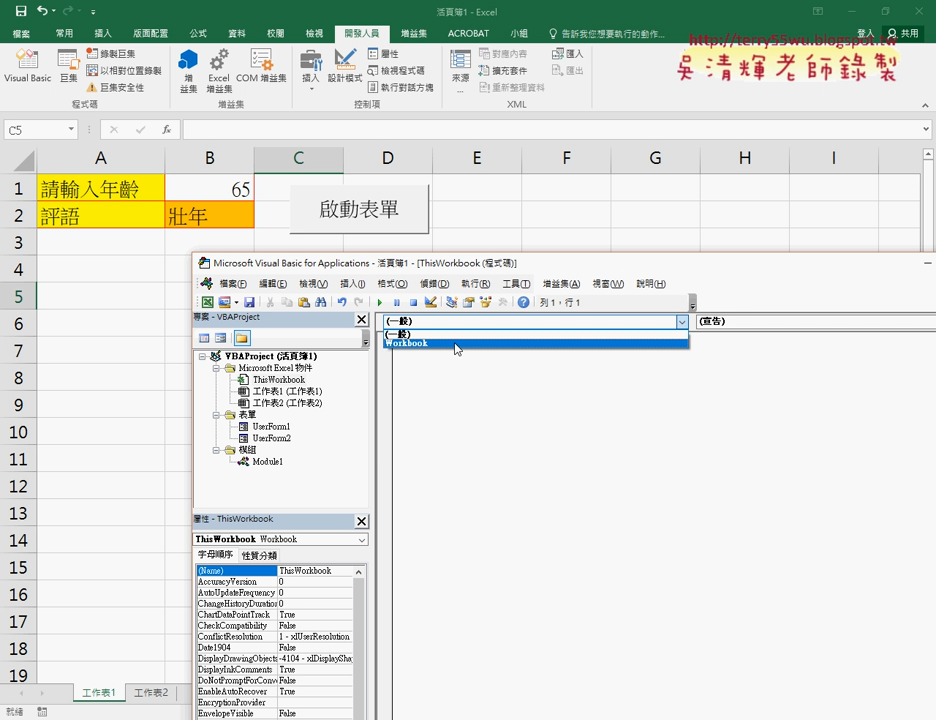 活頁簿1 - Excel
檔案 常用 插入 版面配置 公式 資料 校閱 檢視 開發人員 增益集 ACROBAT 小組 告訴我您想要執行的動作... 登入 共用
http://terry55wu.blogspot.tw
吳清輝老師錄製
Visual Basic 巨集 錄製巨集 以相對位置錄製 巨集安全性
增益集 Excel 增益集 COM 增益集
插入 設計模式 屬性 檢視程式碼 執行對話方塊
來源... 對應內容 擴充套件 重新整理資料 匯入 匯出
程式碼 增益集 控制項 XML
C5 fx
A B C D E F G H I
1 請輸入年齡 65
2 評語 壯年
啟動表單
3
4
5
6
7
8
9
10
11
12
13
14
15
16
17
18
19
Microsoft Visual Basic for Applications - 活頁簿1 - [ThisWorkbook (程式碼)]
檔案(F) 編輯(E) 檢視(V) 插入(I) 格式(O) 偵錯(D) 執行(R) 工具(T) 增益集(A) 視窗(W) 說明(H)
列 1，行 1
專案 - VBAProject
(一般) (宣告)
(一般)
Workbook
VBAProject (活頁簿1)
Microsoft Excel 物件
ThisWorkbook
工作表1 (工作表1)
工作表2 (工作表2)
表單
UserForm1
UserForm2
模組
Module1
屬性 - ThisWorkbook
ThisWorkbook Workbook
字母順序 性質分類
(Name) ThisWorkbook
AccuracyVersion 0
AutoUpdateFrequency 0
ChangeHistoryDuration 0
ChartDataPointTrack True
CheckCompatibility False
ConflictResolution 1 - xlUserResolution
Date1904 False
DisplayDrawingObjects -4104 - xlDisplaySha
DisplayInkComments True
DoNotPromptForConve False
EnableAutoRecover True
EncryptionProvider
EnvelopeVisible False
工作表1 工作表2
就緒